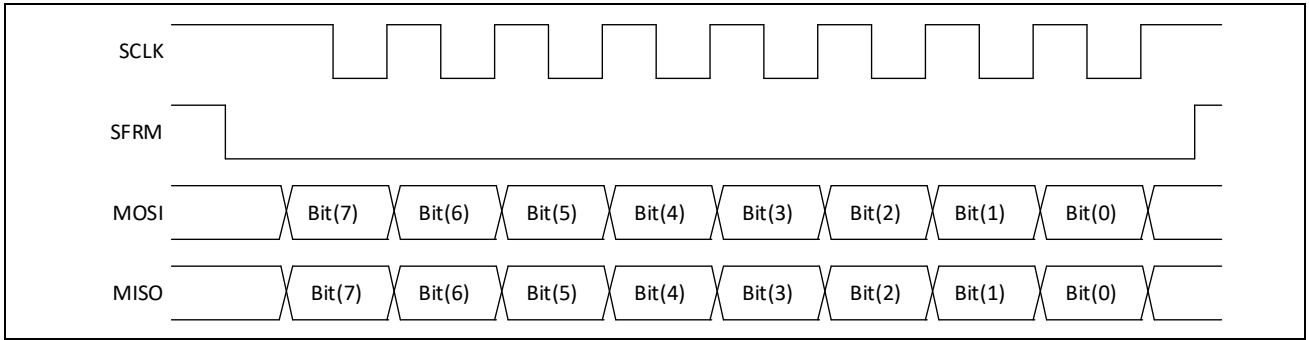 SCLK
SFRM
MOSI Bit(7) Bit(6) Bit(5) Bit(4) Bit(3) Bit(2) Bit(1) Bit(0)
MISO Bit(7) Bit(6) Bit(5) Bit(4) Bit(3) Bit(2) Bit(1) Bit(0)